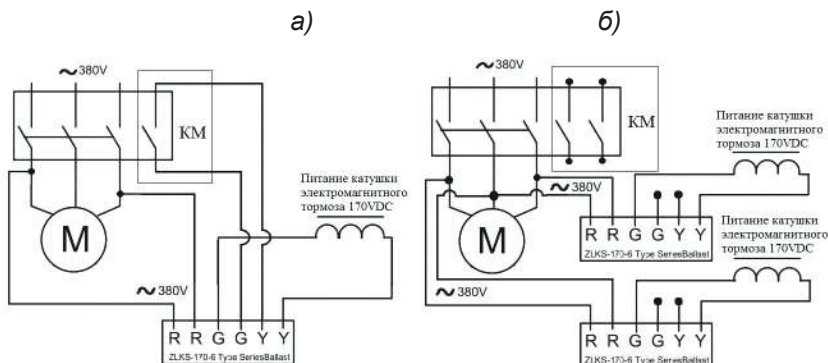 а)
б)
~380V
КМ
Питание катушки
электромагнитного
тормоза 170VDC
М
~380V
R R G G Y Y
ZLKS-170-6 Type SeriesBallast
~380V
КМ
Питание катушки
электромагнитного
тормоза 170VDC
~380V
М
R R G G Y Y
ZLKS-170-6 Type SeriesBallast
Питание катушки
электромагнитного
тормоза 170VDC
~380V
R R G G Y Y
ZLKS-170-6 Type SeriesBallast